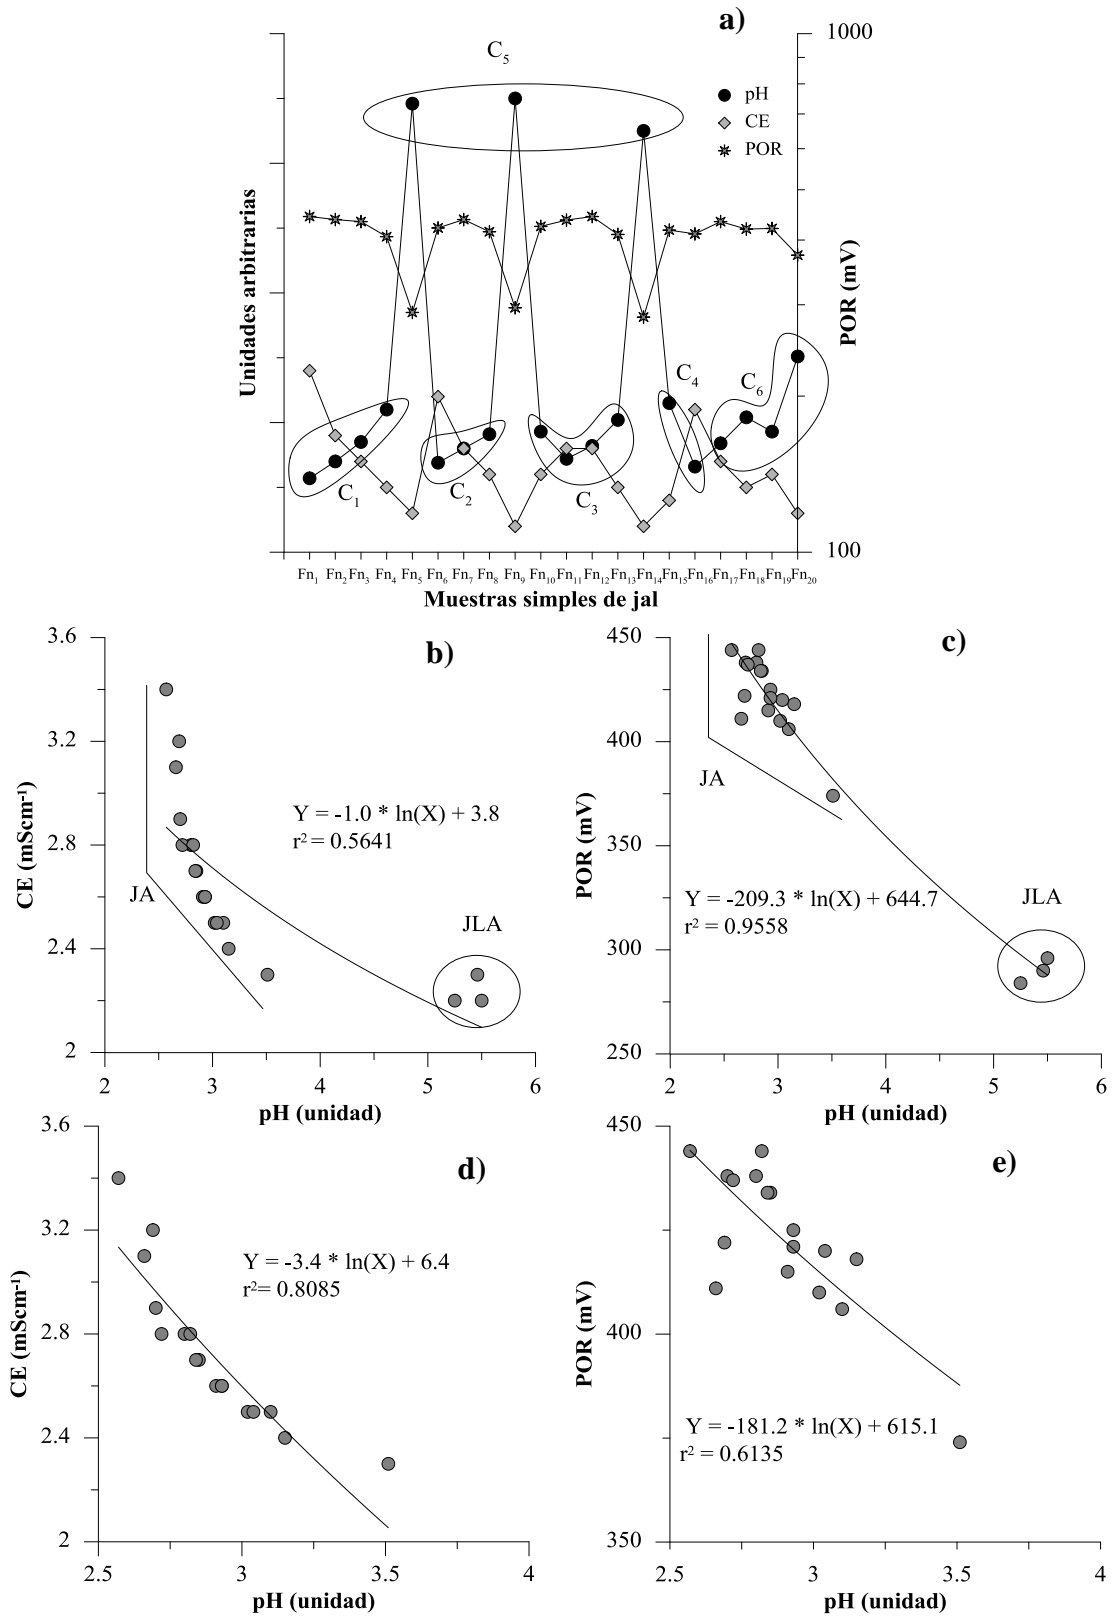 a)
1000
C5
pH
CE
POR
Unidades arbitrarias
POR (mV)
C4
C6
C1
C2
C3
100
Fn1 Fn2 Fn3 Fn4 Fn5 Fn6 Fn7 Fn8 Fn9 Fn10 Fn11 Fn12 Fn13 Fn14 Fn15 Fn16 Fn17 Fn18 Fn19 Fn20
Muestras simples de jal
b)
3.6
3.2
2.8
2.4
2
CE (mScm-1)
Y = -1.0 * ln(X) + 3.8
r2 = 0.5641
JA
JLA
2 3 4 5 6
pH (unidad)
c)
450
400
350
300
250
POR (mV)
JA
Y = -209.3 * ln(X) + 644.7
r2 = 0.9558
JLA
2 3 4 5 6
pH (unidad)
d)
3.6
3.2
2.8
2.4
2
CE (mScm-1)
Y = -3.4 * ln(X) + 6.4
r2= 0.8085
2.5 3 3.5 4
pH (unidad)
e)
450
400
350
POR (mV)
Y = -181.2 * ln(X) + 615.1
r2 = 0.6135
2.5 3 3.5 4
pH (unidad)